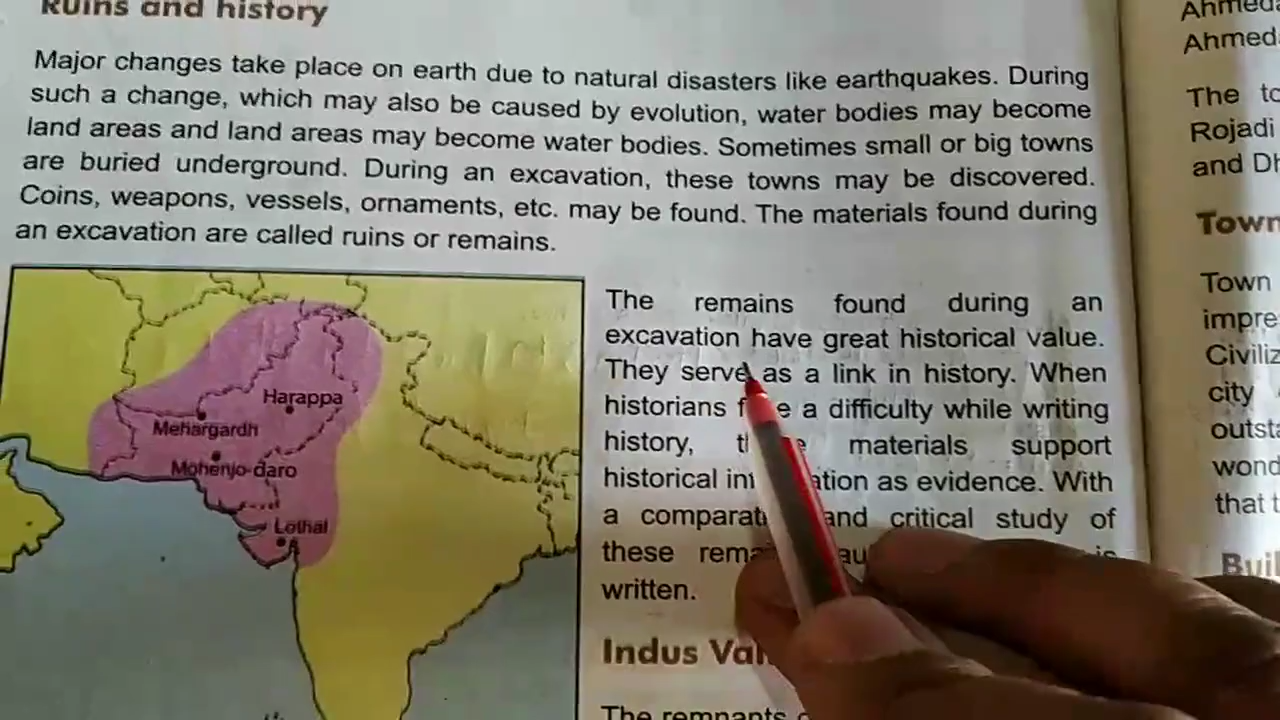 Ruins and history
Major changes take place on earth due to natural disasters like earthquakes. During
such a change, which may also be caused by evolution, water bodies may become
land areas and land areas may become water bodies. Sometimes small or big towns
are buried underground. During an excavation, these towns may be discovered.
Coins, weapons, vessels, ornaments, etc. may be found. The materials found during
an excavation are called ruins or remains.
Harappa
Mehargardh
Mohenjo-daro
Lothal
The remains found during an
excavation have great historical value.
They serve as a link in history. When
historians a difficulty while writing
history, materials support
historical as evidence. With
a and critical study of
these is
written.
Indus
The remnants
Ahmed
The
Rojadi
and
Town
Town
Civiliz
city
that